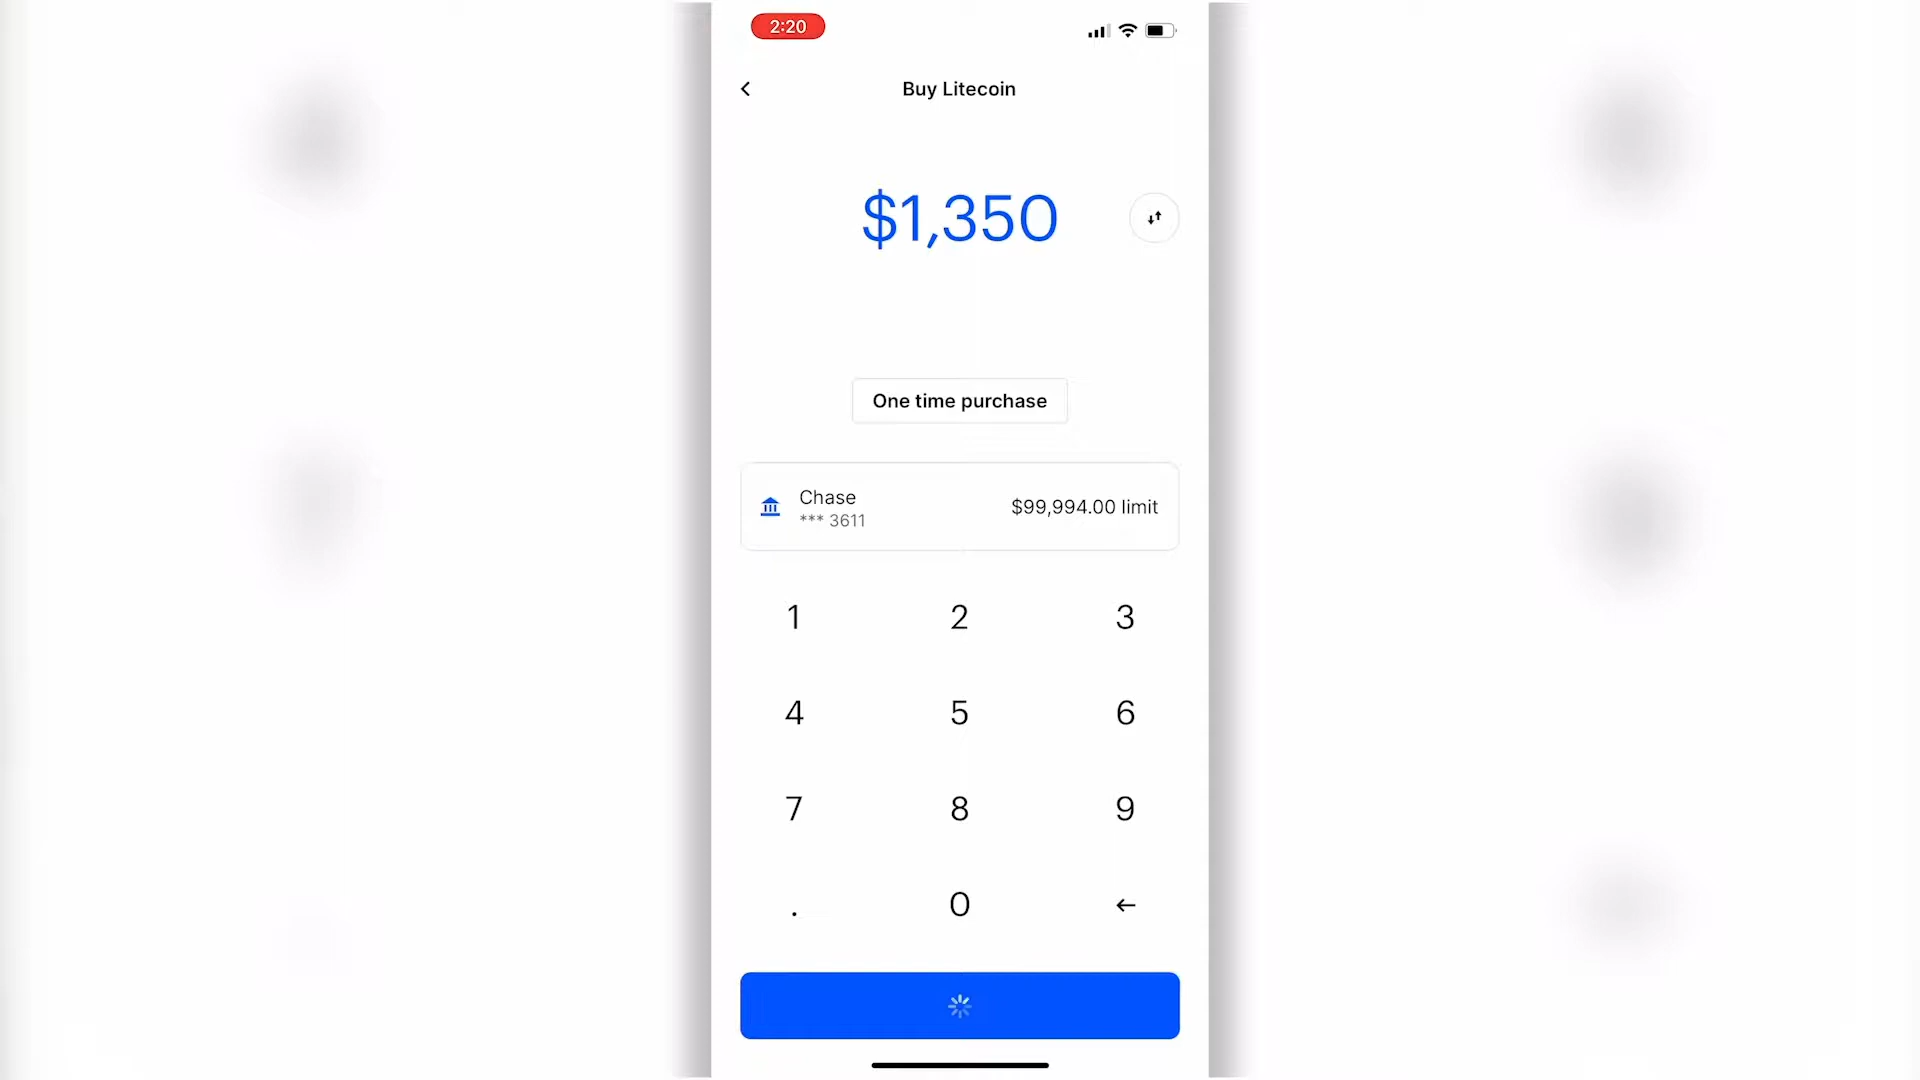 2:20
Buy Litecoin
$1,350
One time purchase
Chase
*** 3611
$99,994.00 limit
1 2 3
4 5 6
7 8 9
. 0